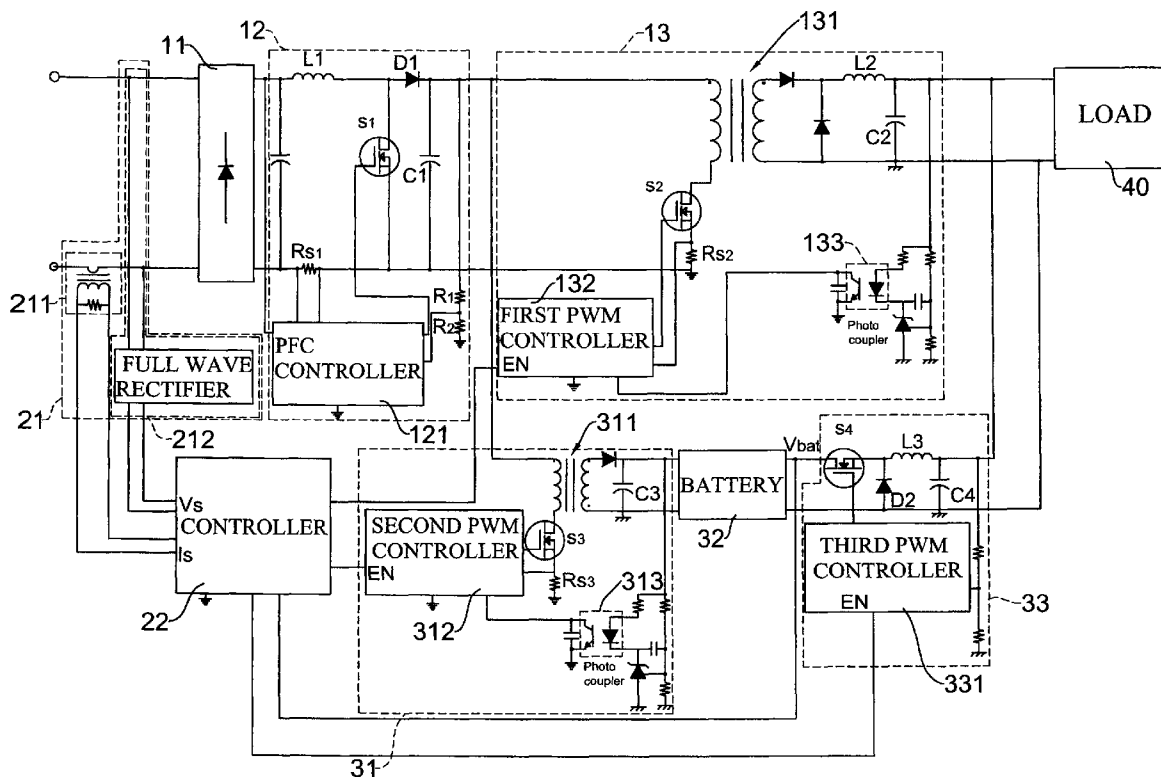 131
12
13
11
L1
D1
L2
S1
C1
C2
LOAD
40
S2
Rs1
Rs2
133
211
132
R1
R2
FIRST PWM
CONTROLLER
EN
Photo
coupler
PFC
CONTROLLER
FULL WAVE
RECTIFIER
21
212
121
311
S4
Vbat
L3
C3
BATTERY
D2
C4
Vs
CONTROLLER
Is
SECOND PWM
CONTROLLER
EN
S3
32
THIRD PWM
CONTROLLER
EN
Rs3
313
33
22
312
331
Photo
coupler
31